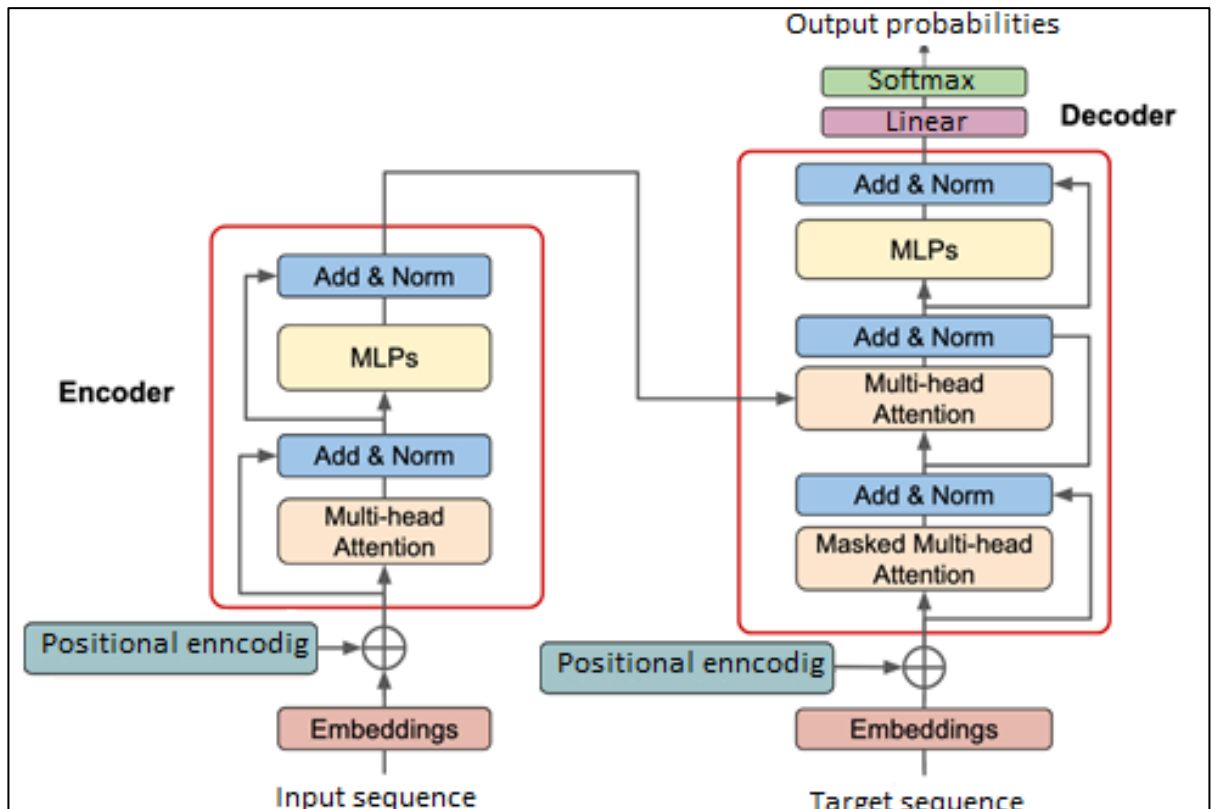 Output probabilities
Softmax
Linear
Decoder
Add & Norm
MLPs
Add & Norm
Multi-head
Attention
Add & Norm
Masked Multi-head
Attention
Positional enncodig
Embeddings
Target sequence
Encoder
Add & Norm
MLPs
Add & Norm
Multi-head
Attention
Positional enncodig
Embeddings
Input sequence